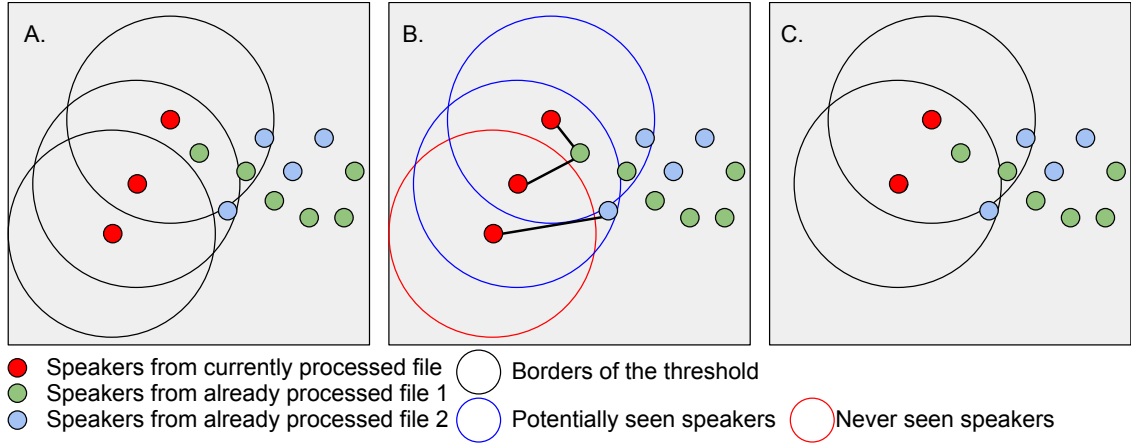 A.
B.
C.
Speakers from currently processed file
Speakers from already processed file 1
Speakers from already processed file 2
Borders of the threshold
Potentially seen speakers
Never seen speakers